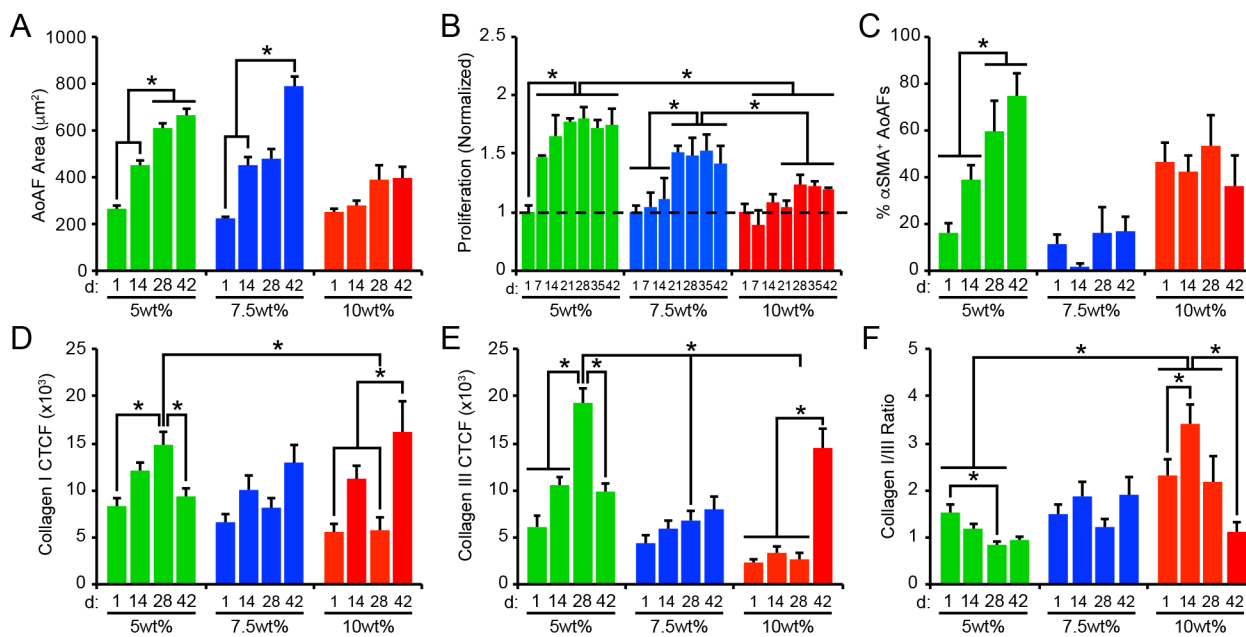 A
AoAF Area (μm²)
1000
800
600
400
200
0
*
*
d: 1 14 28 42 1 14 28 42 1 14 28 42
5wt% 7.5wt% 10wt%
B
Proliferation (Normalized)
2.5
2
1.5
1
0
*
*
*
*
d: 1 7 14 21 28 35 42 1 7 14 21 28 35 42 1 7 14 21 28 35 42
5wt% 7.5wt% 10wt%
C
% αSMA⁺ AoAFs
100
80
60
40
20
0
*
d: 1 14 28 42 1 14 28 42 1 14 28 42
5wt% 7.5wt% 10wt%
D
Collagen I CTCF (x10³)
25
20
15
10
5
0
*
*
*
*
d: 1 14 28 42 1 14 28 42 1 14 28 42
5wt% 7.5wt% 10wt%
E
Collagen III CTCF (x10³)
25
20
15
10
5
0
*
*
*
*
d: 1 14 28 42 1 14 28 42 1 14 28 42
5wt% 7.5wt% 10wt%
F
Collagen I/III Ratio
5
4
3
2
1
0
*
*
*
*
d: 1 14 28 42 1 14 28 42 1 14 28 42
5wt% 7.5wt% 10wt%